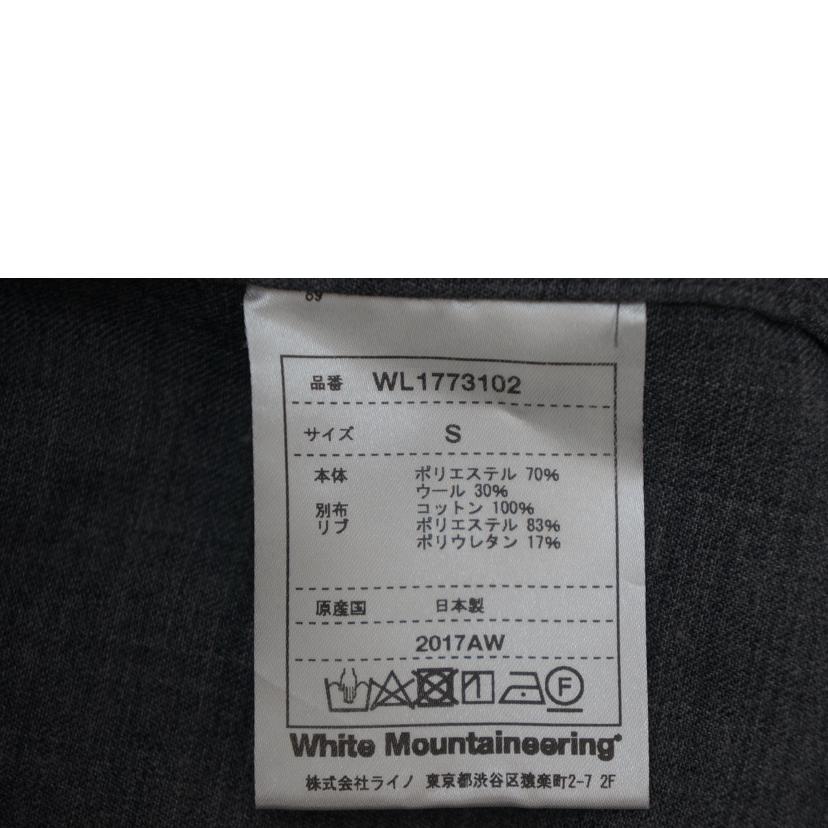 69
品番 WL1773102
サイズ S
本体 ポリエステル 70%
ウール 30%
別布 コットン 100%
リブ ポリエステル 83%
ポリウレタン 17%
原産国 日本製
2017AW
F
White Mountaineering
株式会社ライノ 東京都渋谷区猿楽町2-7 2F